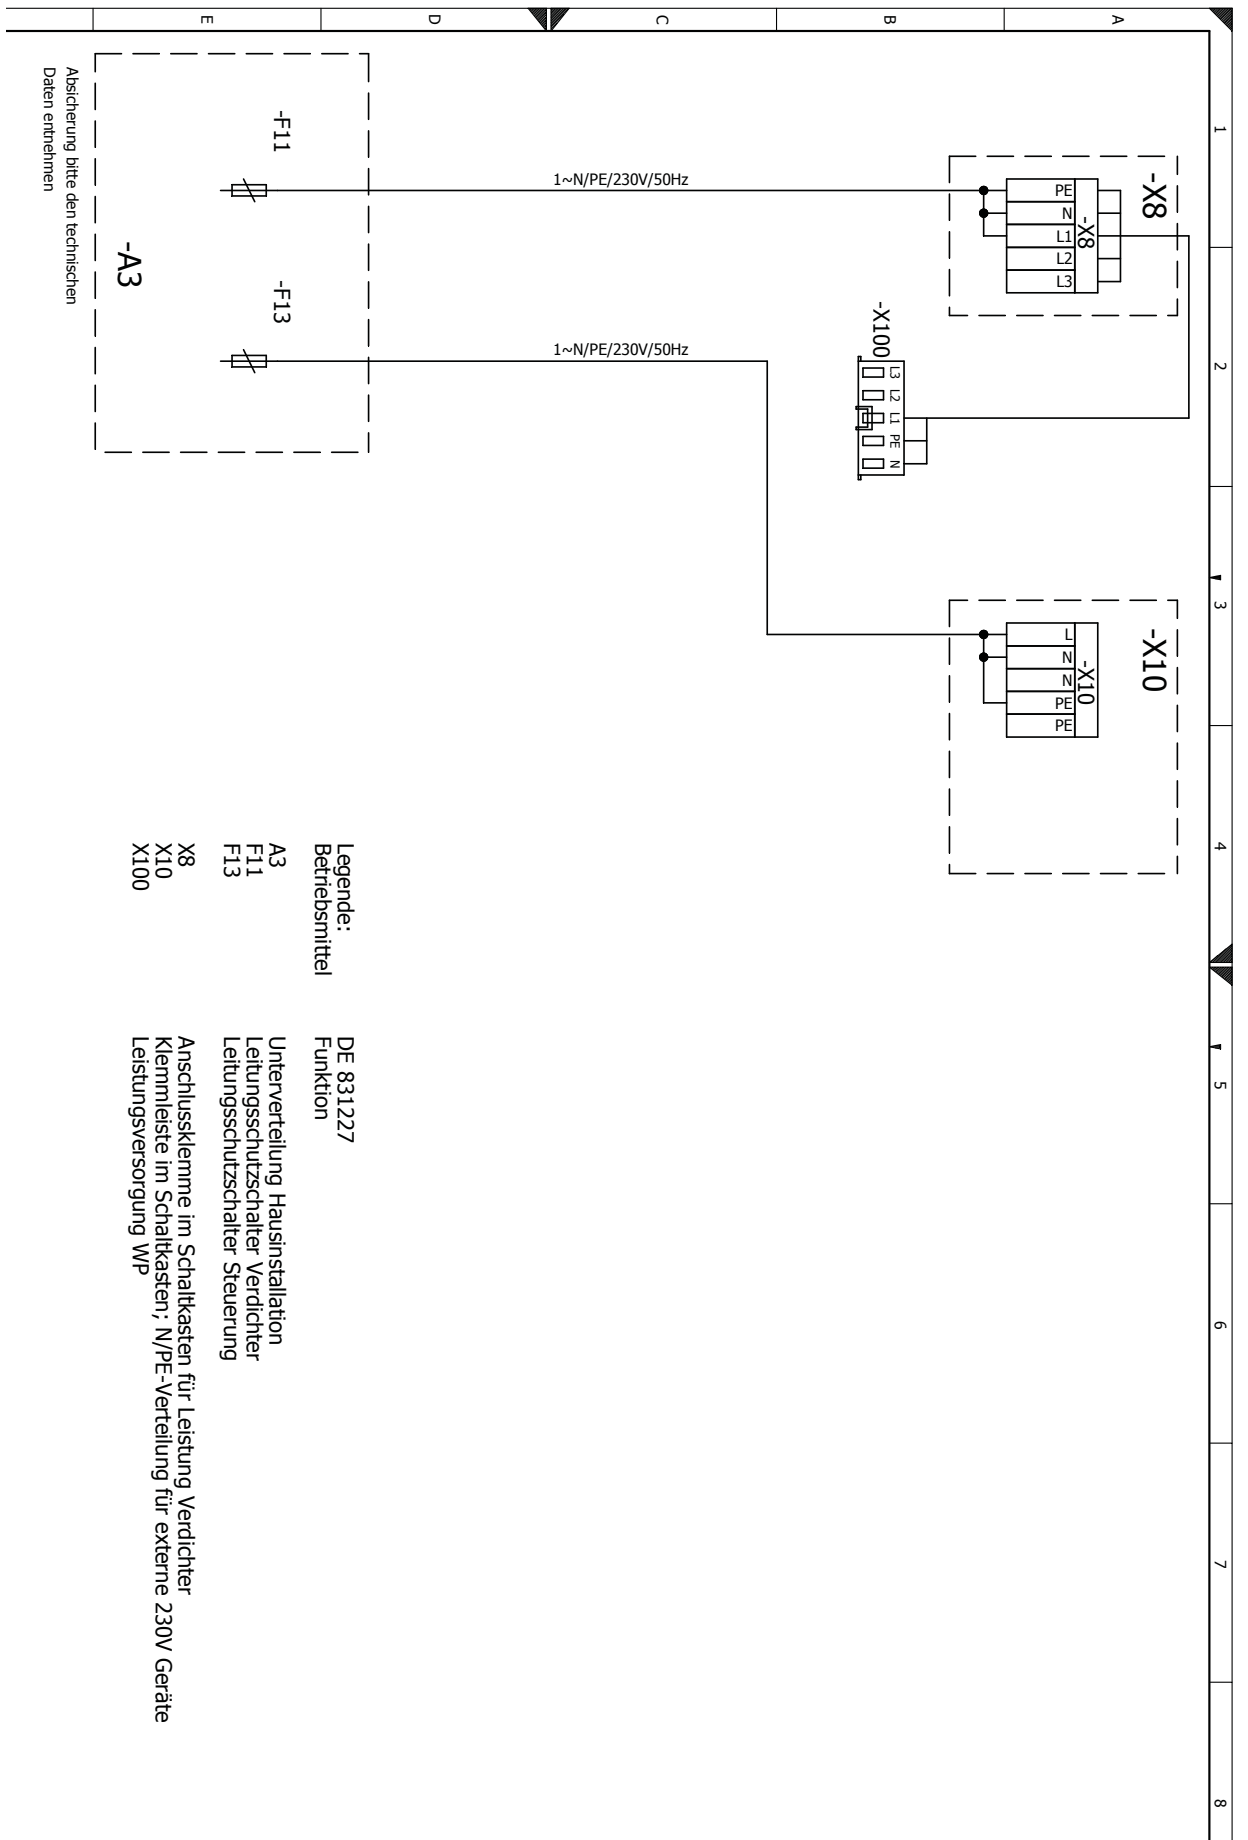 A
B
C
D
E
1
2
3
4
5
6
7
8
-X8
-X8
PE
N
L1
L2
L3
-X100
L3
L2
L1
PE
N
-X10
-X10
L
N
N
PE
PE
1~N/PE/230V/50Hz
1~N/PE/230V/50Hz
-F11
-F13
-A3
Absicherung bitte den technischen
Daten entnehmen
Legende: DE 831227
Betriebsmittel Funktion
A3 Unterverteilung Hausinstallation
F11 Leitungsschutzschalter Verdichter
F13 Leitungsschutzschalter Steuerung
X8 Anschlussklemme im Schaltkasten für Leistung Verdichter
X10 Klemmleiste im Schaltkasten; N/PE-Verteilung für externe 230V Geräte
X100 Leistungsversorgung WP